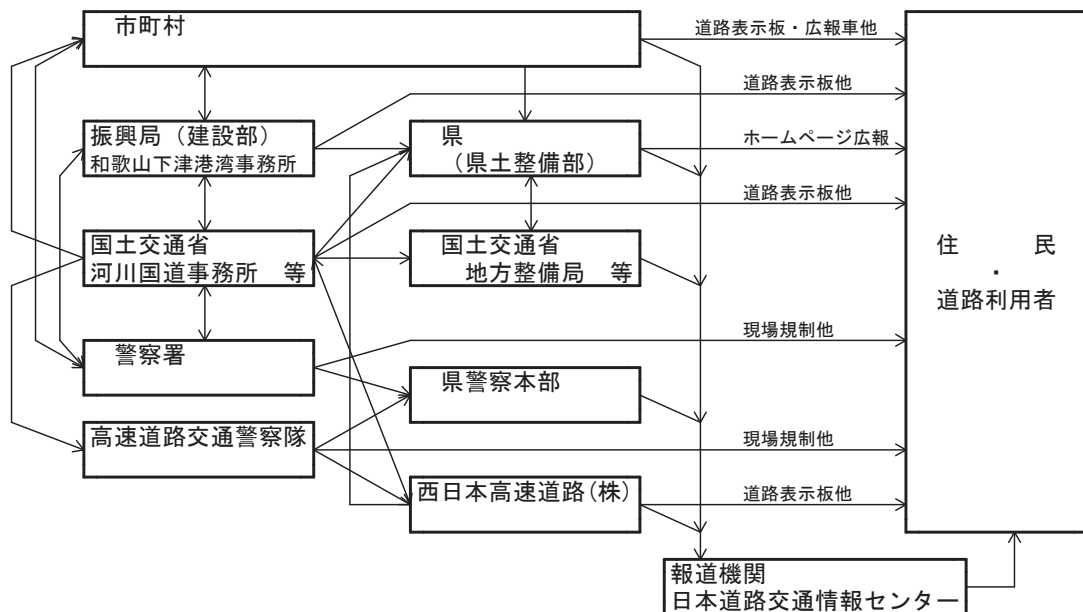 市町村
道路表示板・広報車他
道路表示板他
振興局（建設部）
和歌山下津港湾事務所
県
（県土整備部）
ホームページ広報
道路表示板他
国土交通省
河川国道事務所　等
国土交通省
地方整備局　等
住　　民
・
道路利用者
現場規制他
警察署
県警察本部
高速道路交通警察隊
現場規制他
西日本高速道路（株）
道路表示板他
報道機関
日本道路交通情報センター